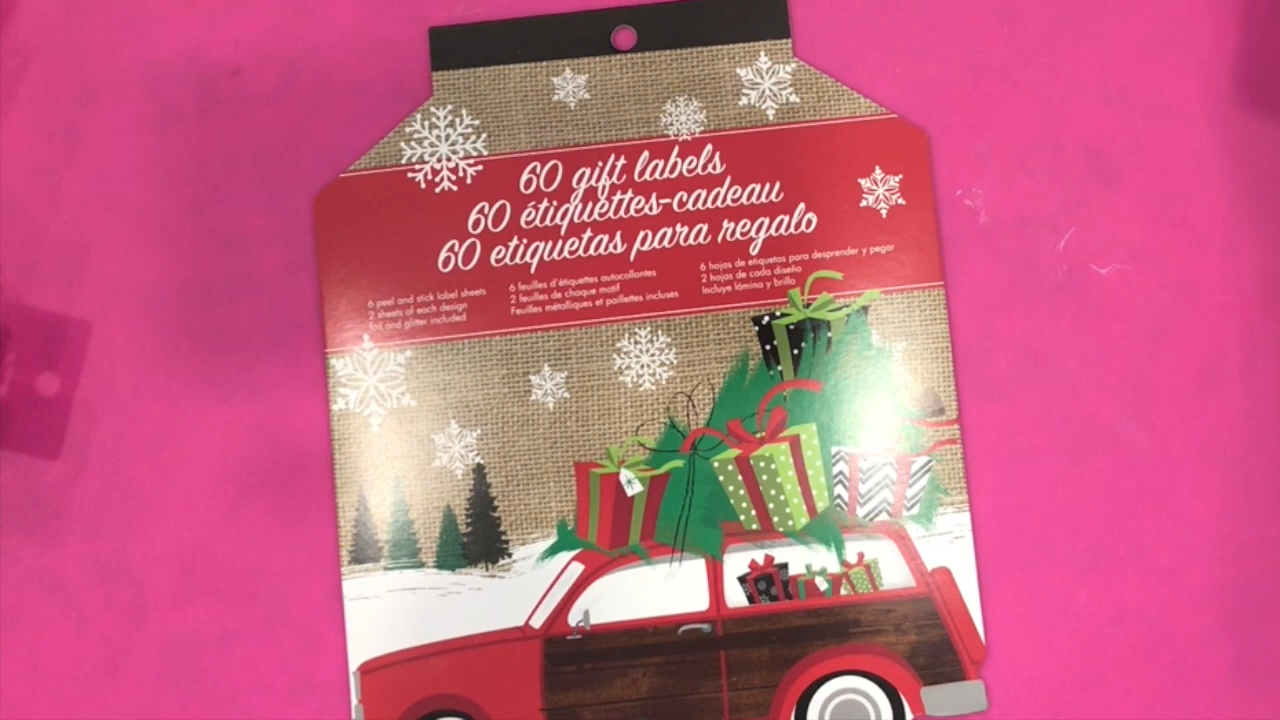 60 gift labels
60 étiquettes-cadeau
60 etiquetas para regalo
6 peel and stick label sheets
2 sheets of each design
Foil and glitter included
6 feuilles d'étiquettes autocollantes
2 feuilles de chaque motif
Feuilles métalliques et paillettes incluses
6 hojas de etiquetas para desprender y pegar
2 hojas de cada diseño
Incluye lámina y brillo